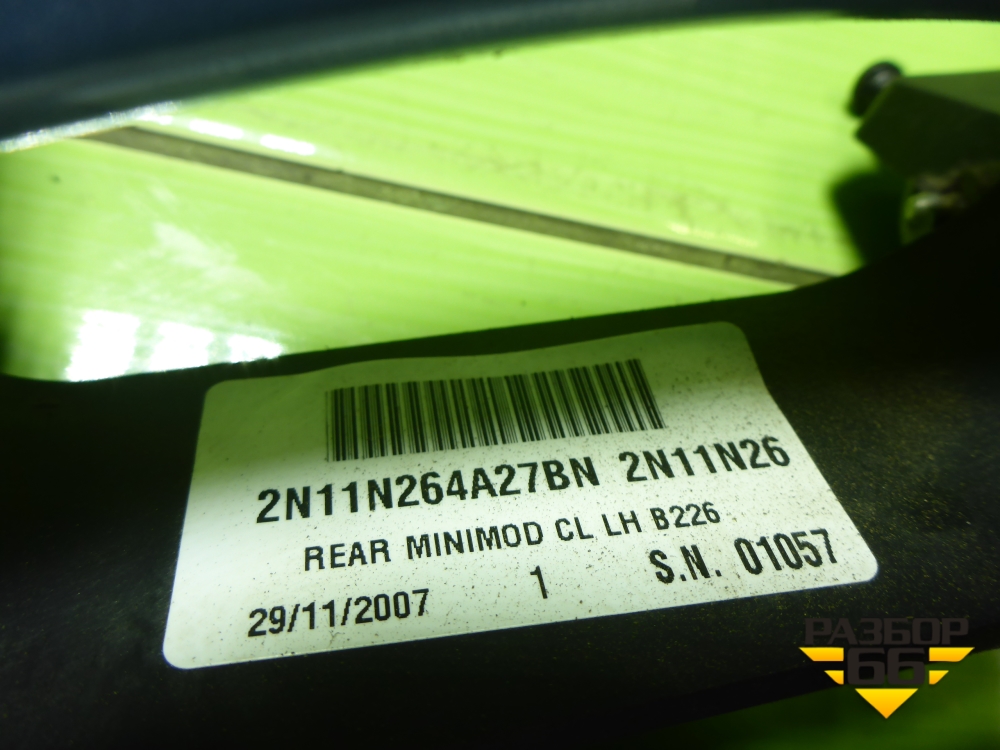 2N11N264A27BN 2N11N26
REAR MINIMOD CL LH B226
29/11/2007 1 S.N. 01057
РАЗБОР
66